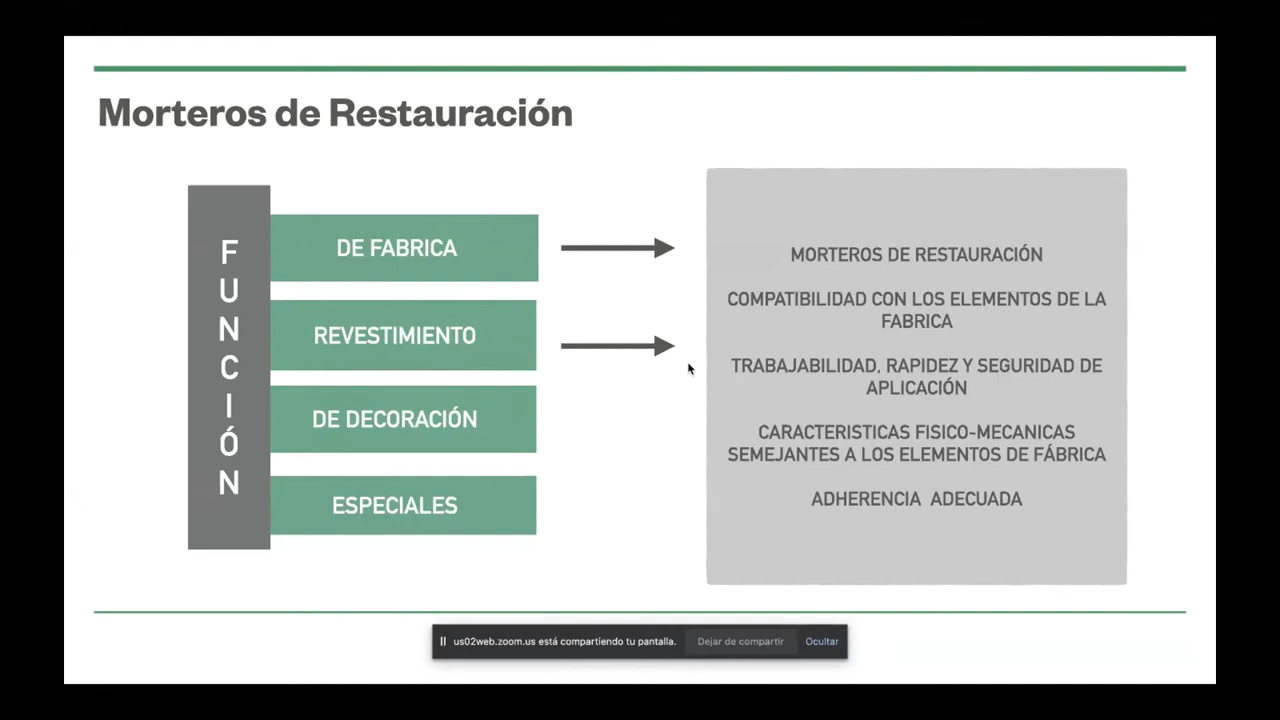 Morteros de Restauración
FUNCIÓN
DE FABRICA
REVESTIMIENTO
DE DECORACIÓN
ESPECIALES
MORTEROS DE RESTAURACIÓN
COMPATIBILIDAD CON LOS ELEMENTOS DE LA
FABRICA
TRABAJABILIDAD, RAPIDEZ Y SEGURIDAD DE
APLICACIÓN
CARACTERISTICAS FISICO-MECANICAS
SEMEJANTES A LOS ELEMENTOS DE FÁBRICA
ADHERENCIA ADECUADA
us02web.zoom.us está compartiendo tu pantalla. Dejar de compartir Ocultar